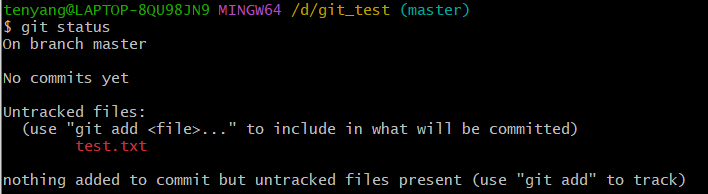 tenyang@LAPTOP-8QU98JN9 MINGW64 /d/git_test (master)
$ git status
On branch master
No commits yet
Untracked files:
(use "git add <file>..." to include in what will be committed)
test.txt
nothing added to commit but untracked files present (use "git add" to track)